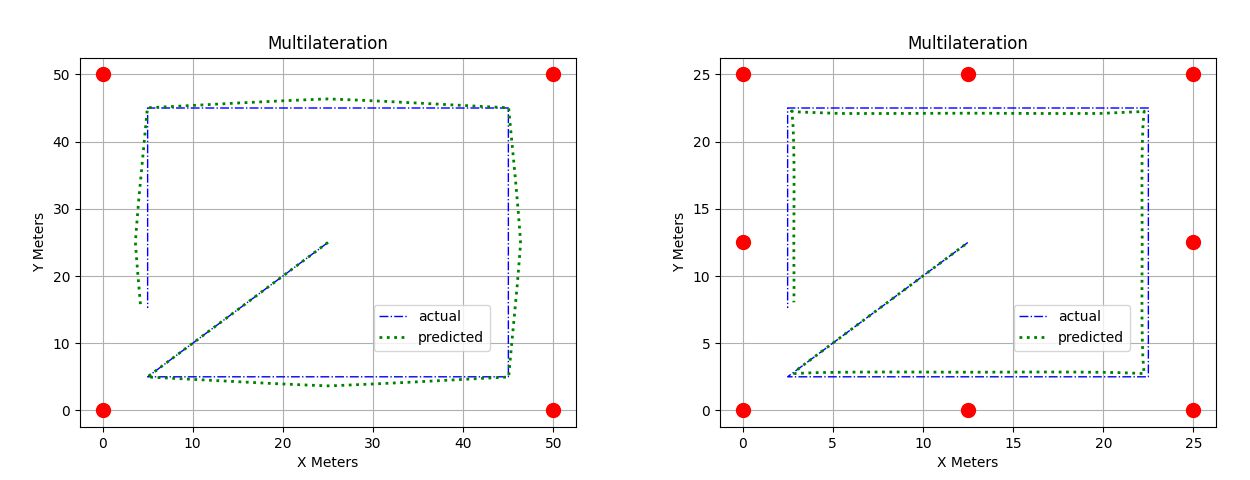 Multilateration
50
40
30
20
10
0
Y Meters
actual
predicted
0 10 20 30 40 50
X Meters
Multilateration
25
20
15
10
5
0
Y Meters
actual
predicted
0 5 10 15 20 25
X Meters